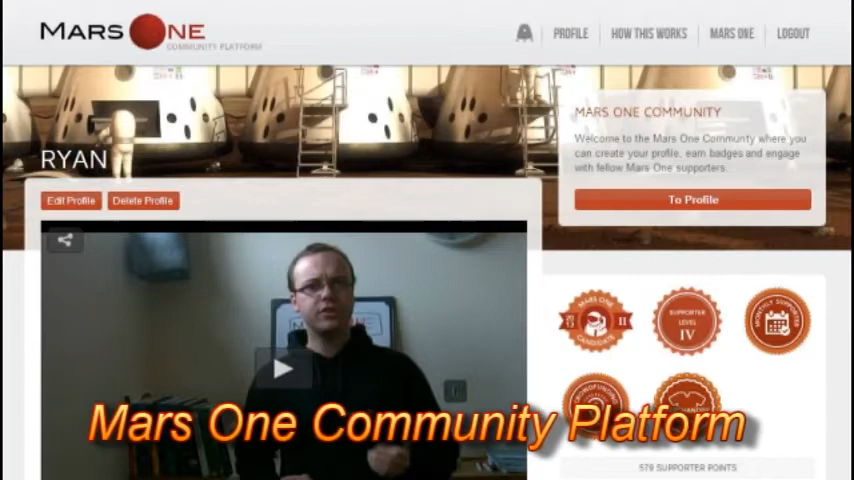 MARS ONE
COMMUNITY PLATFORM
PROFILE
HOW THIS WORKS
MARS ONE
LOGOUT
MARS ONE COMMUNITY
Welcome to the Mars One Community where you
can create your profile, earn badges and engage
with fellow Mars One supporters.
To Profile
RYAN
Edit Profile
Delete Profile
MARS ONE
CANDIDATE
SUPPORTER
LEVEL
IV
MONTHLY SUPPORTER
CROWDFUNDING
Mars One Community Platform
579 SUPPORTER POINTS